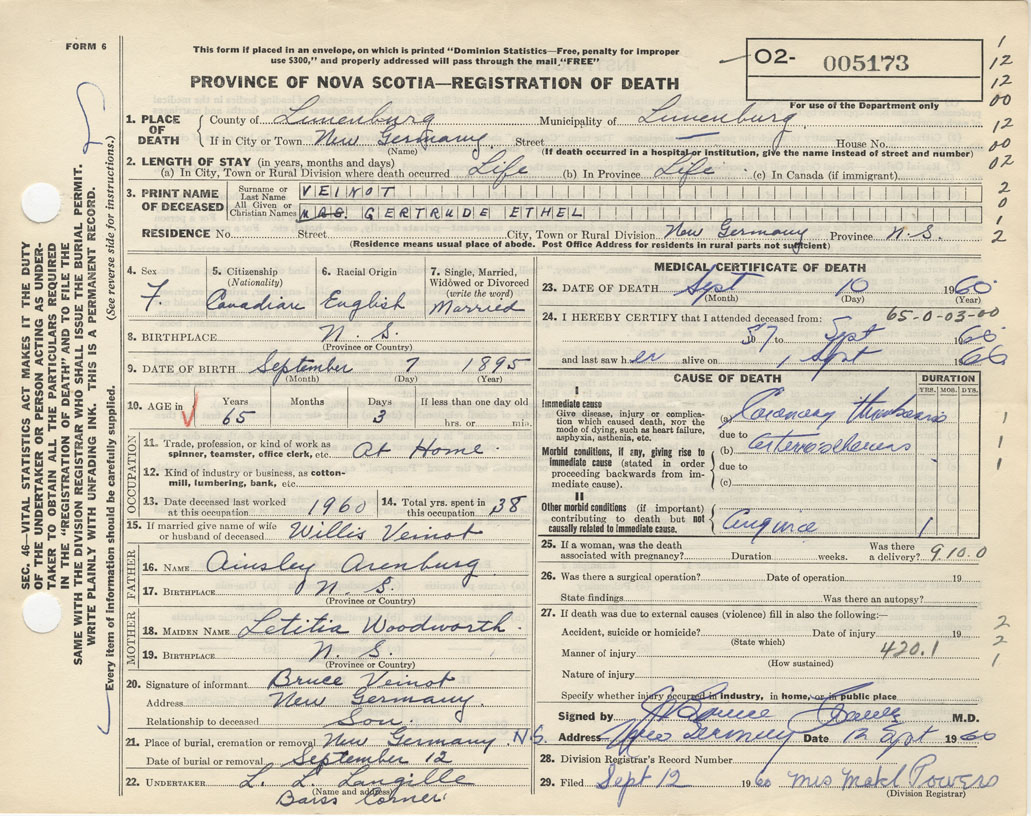 FORM 6
This form if placed in an envelope, on which is printed "Dominion Statistics—Free, penalty for improper
use $300," and properly addressed will pass through the mail "FREE"
PROVINCE OF NOVA SCOTIA—REGISTRATION OF DEATH
02- 005173
For use of the Department only
1
12
12
00
12
00
02
2
0
1
2
SEC. 46—VITAL STATISTICS ACT MAKES IT THE DUTY
OF THE UNDERTAKER OR PERSON ACTING AS UNDER-
TAKER TO OBTAIN ALL THE PARTICULARS REQUIRED
IN THE "REGISTRATION OF DEATH" AND TO FILE THE
SAME WITH THE DIVISION REGISTRAR WHO SHALL ISSUE THE BURIAL PERMIT.
WRITE PLAINLY WITH UNFADING INK. THIS IS A PERMANENT RECORD.
Every item of information should be carefully supplied. (See reverse side for instructions.)
1. PLACE OF DEATH County of Lunenburg Municipality of Lunenburg
If in City or Town New Germany Street — House No.
(Name) (If death occurred in a hospital or institution, give the name instead of street and number)
2. LENGTH OF STAY (in years, months and days)
(a) In City, Town or Rural Division where death occurred Life (b) In Province Life (c) In Canada (if immigrant)
3. PRINT NAME OF DECEASED Surname or Last Name VEINOT
All Given or Christian Names MRS. GERTRUDE ETHEL
RESIDENCE No. Street City, Town or Rural Division New Germany Province N.S.
(Residence means usual place of abode. Post Office Address for residents in rural parts not sufficient)
4. Sex F.
5. Citizenship (Nationality) Canadian
6. Racial Origin English
7. Single, Married, Widowed or Divorced (write the word) Married
8. BIRTHPLACE N. S.
(Province or Country)
9. DATE OF BIRTH September 7 1895
(Month) (Day) (Year)
10. AGE in Years 65 Months Days 3 If less than one day old hrs. or min.
OCCUPATION
11. Trade, profession, or kind of work as
spinner, teamster, office clerk, etc. At Home
12. Kind of industry or business, as cotton-
mill, lumbering, bank, etc.
13. Date deceased last worked at this occupation 1960 14. Total yrs. spent in this occupation 38
15. If married give name of wife or husband of deceased Willis Veinot
FATHER
16. NAME Ainsley Arenburg
17. BIRTHPLACE N. S.
(Province or Country)
MOTHER
18. MAIDEN NAME Letitia Woodworth
19. BIRTHPLACE N. S.
(Province or Country)
20. Signature of informant Bruce Veinot
Address New Germany
Relationship to deceased Son.
21. Place of burial, cremation or removal New Germany. N.S.
Date of burial or removal September 12
22. UNDERTAKER L. L. Langille
(Name and address)
Barss Corner
MEDICAL CERTIFICATE OF DEATH
23. DATE OF DEATH Sept 10 1960
(Month) (Day) (Year)
24. I HEREBY CERTIFY that I attended deceased from: 65-0-03-00
57 to Sept 1960
and last saw her alive on 1 Sept 1960
CAUSE OF DEATH DURATION
YRS. MOS. DYS.
I
Immediate cause
Give disease, injury or complica-
tion which caused death, not the
mode of dying, such as heart failure,
asphyxia, asthenia, etc.
(a) Coronary thrombosis
due to
Morbid conditions, if any, giving rise to
immediate cause (stated in order
proceeding backwards from im-
mediate cause).
(b) arteriosclerosis
due to
(c)
1
1
1
II
Other morbid conditions (if important)
contributing to death but not
causally related to immediate cause.
1
25. If a woman, was the death
associated with pregnancy? Duration weeks. Was there a delivery? 910.0
26. Was there a surgical operation? Date of operation 19
State findings Was there an autopsy?
27. If death was due to external causes (violence) fill in also the following:—
Accident, suicide or homicide? Date of injury 19
(State which)
Manner of injury 420.1
(How sustained)
Nature of injury
2
2
1
Specify whether injury occurred in industry, in home, or in public place
Signed by M.D.
Address New Germany Date 12 Sept 1960
28. Division Registrar's Record Number
29. Filed Sept 12 1960 Mrs Powers
(Division Registrar)